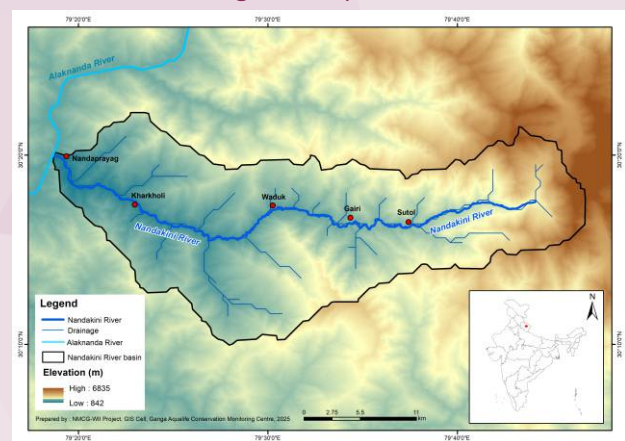 79°20'0"E 79°30'0"E 79°40'0"E
Alaknanda River
30°20'0"N
30°20'0"N
Nandaprayag
Kharkholi
Waduk
Gairi
Sutol
Nandakini River
Nandakini River
Legend
Nandakini River
Drainage
Alaknanda River
Nandakini River basin
Elevation (m)
High : 6835
Low : 842
30°10'0"N
30°10'0"N
N
Prepared by : NMCG-WII Project, GIS Cell, Ganga Aqualife Conservation Monitoring Centre, 2025
0 2.75 5.5 11
km
79°20'0"E 79°30'0"E 79°40'0"E